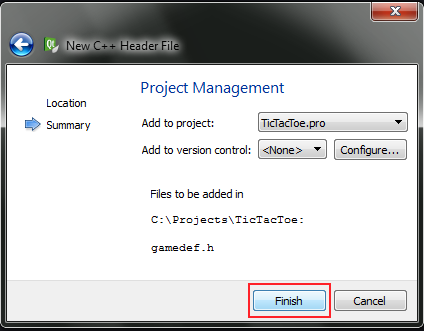 New C++ Header File
Project Management
Location
Summary
Add to project:
TicTacToe.pro
Add to version control:
<None>
Configure...
Files to be added in
C:\Projects\TicTacToe:
gamedef.h
Finish
Cancel